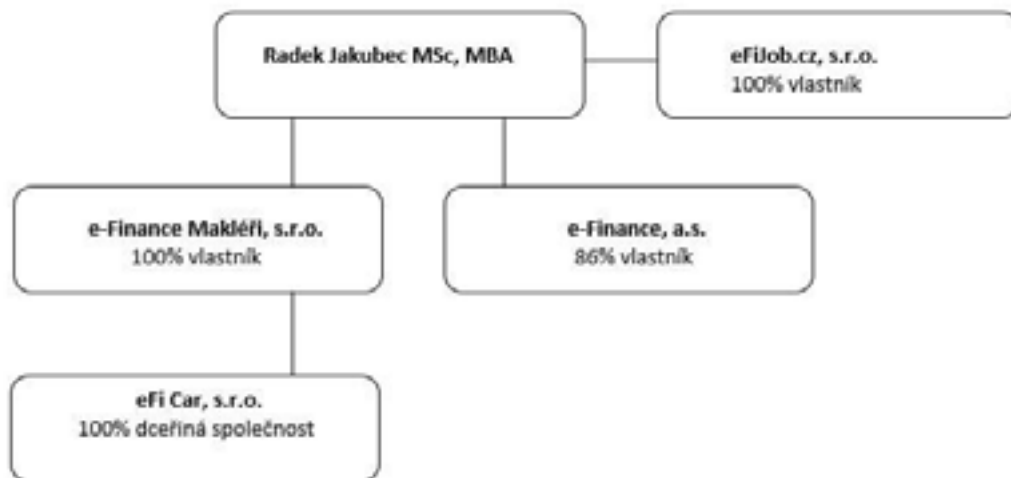 Radek Jakubec MSc, MBA
eFiJob.cz, s.r.o.
100% vlastník
e-Finance Makléři, s.r.o.
100% vlastník
e-Finance, a.s.
86% vlastník
eFi Car, s.r.o.
100% dceřiná společnost